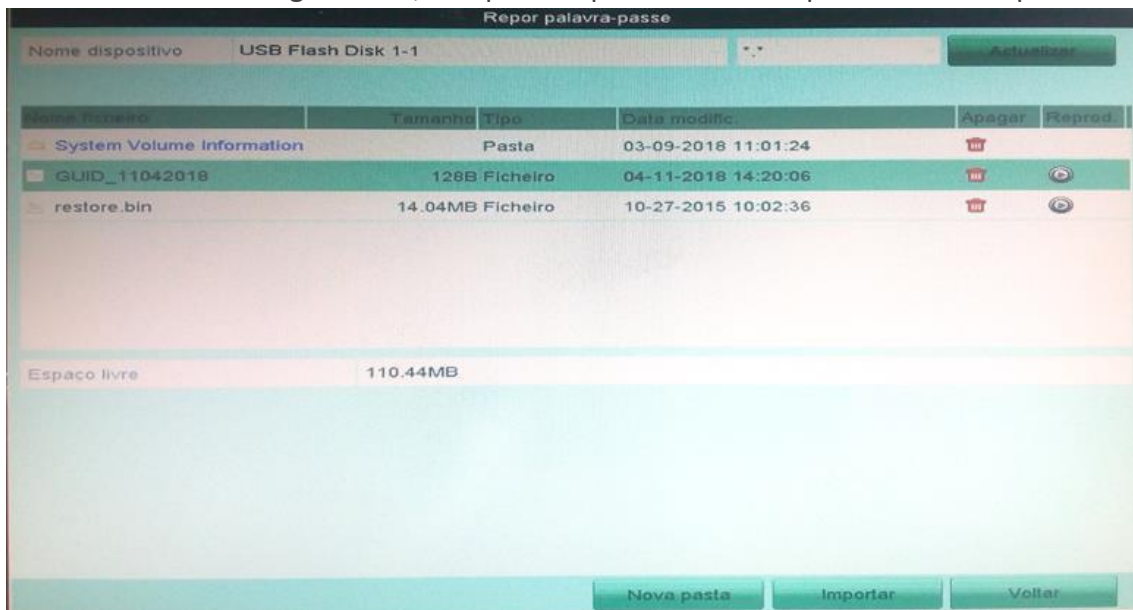 Repor palavra-passe
Nome dispositivo USB Flash Disk 1-1 *.* Actualizar
Nome ficheiro Tamanho Tipo Data modific. Apagar Reprod.
System Volume Information Pasta 03-09-2018 11:01:24
GUID_11042018 128B Ficheiro 04-11-2018 14:20:06
restore.bin 14.04MB Ficheiro 10-27-2015 10:02:36
Espaco livre 110.44MB
Nova pasta Importar Voltar